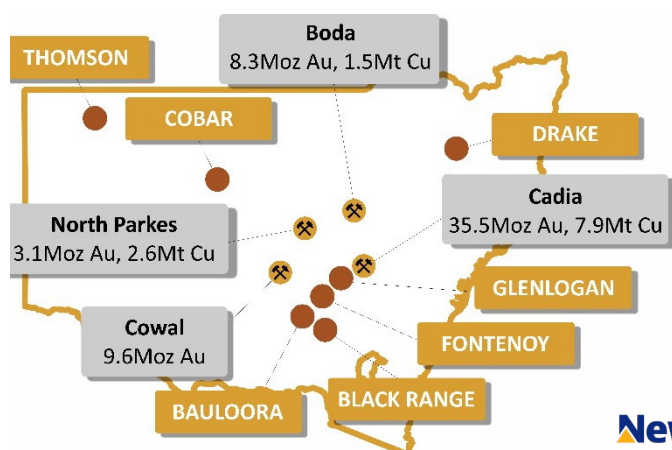 Boda
8.3Moz Au, 1.5Mt Cu
THOMSON
COBAR
DRAKE
North Parkes
3.1Moz Au, 2.6Mt Cu
Cadia
35.5Moz Au, 7.9Mt Cu
GLENLOGAN
Cowal
9.6Moz Au
FONTENOY
BAULOORA
BLACK RANGE
New